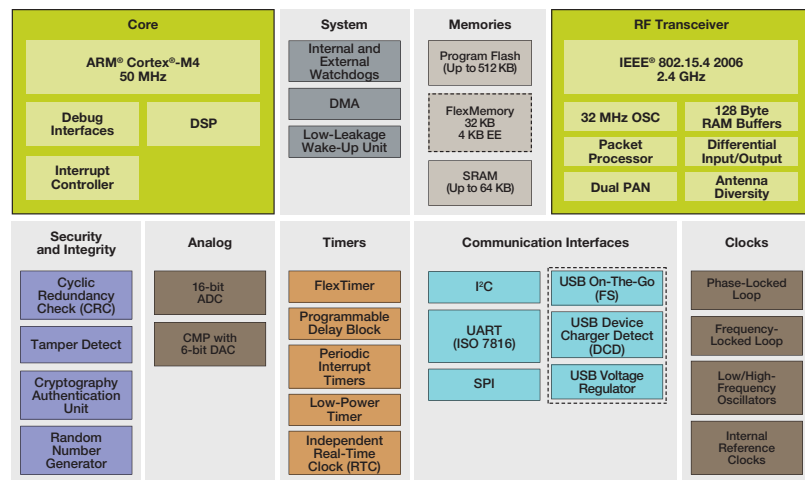 Core
ARM® Cortex®-M4
50 MHz
Debug
Interfaces
DSP
Interrupt
Controller
System
Internal and
External
Watchdogs
DMA
Low-Leakage
Wake-Up Unit
Memories
Program Flash
(Up to 512 KB)
FlexMemory
32 KB
4 KB EE
SRAM
(Up to 64 KB)
RF Transceiver
IEEE® 802.15.4 2006
2.4 GHz
32 MHz OSC
128 Byte
RAM Buffers
Packet
Processor
Differential
Input/Output
Dual PAN
Antenna
Diversity
Security
and Integrity
Cyclic
Redundancy
Check (CRC)
Tamper Detect
Cryptography
Authentication
Unit
Random
Number
Generator
Analog
16-bit
ADC
CMP with
6-bit DAC
Timers
FlexTimer
Programmable
Delay Block
Periodic
Interrupt
Timers
Low-Power
Timer
Independent
Real-Time
Clock (RTC)
Communication Interfaces
I²C
UART
(ISO 7816)
SPI
USB On-The-Go
(FS)
USB Device
Charger Detect
(DCD)
USB Voltage
Regulator
Clocks
Phase-Locked
Loop
Frequency-
Locked Loop
Low/High-
Frequency
Oscillators
Internal
Reference
Clocks